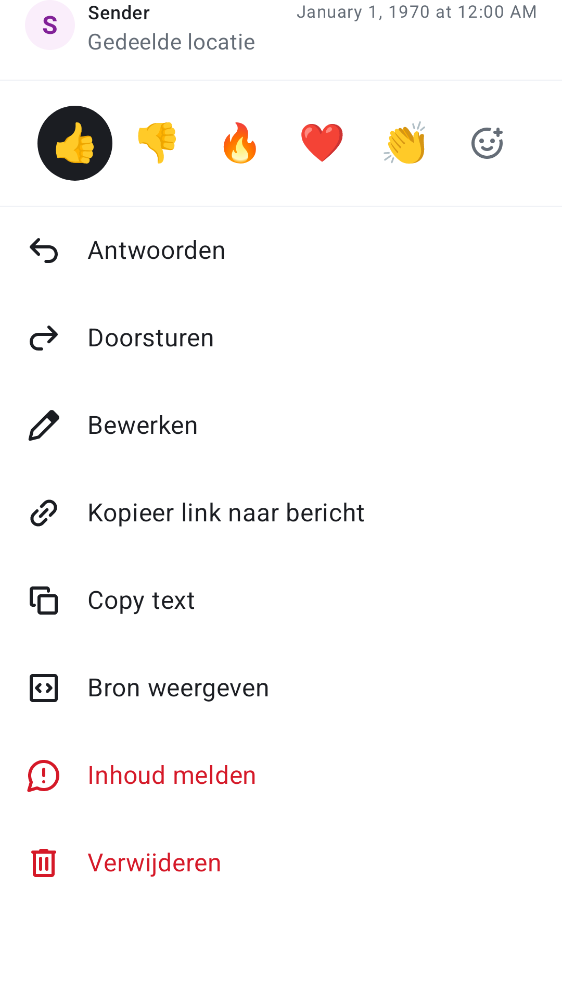 S
Sender
January 1, 1970 at 12:00 AM
Gedeelde locatie
Antwoorden
Doorsturen
Bewerken
Kopieer link naar bericht
Copy text
Bron weergeven
Inhoud melden
Verwijderen